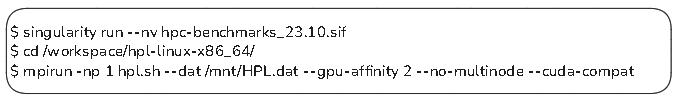 $ singularity run --nv hpc-benchmarks_23.10.sif
$ cd /workspace/hpl-linux-x86_64/
$ mpirun -np 1 hpl.sh --dat /mnt/HPL.dat --gpu-affinity 2 --no-multinode --cuda-compat